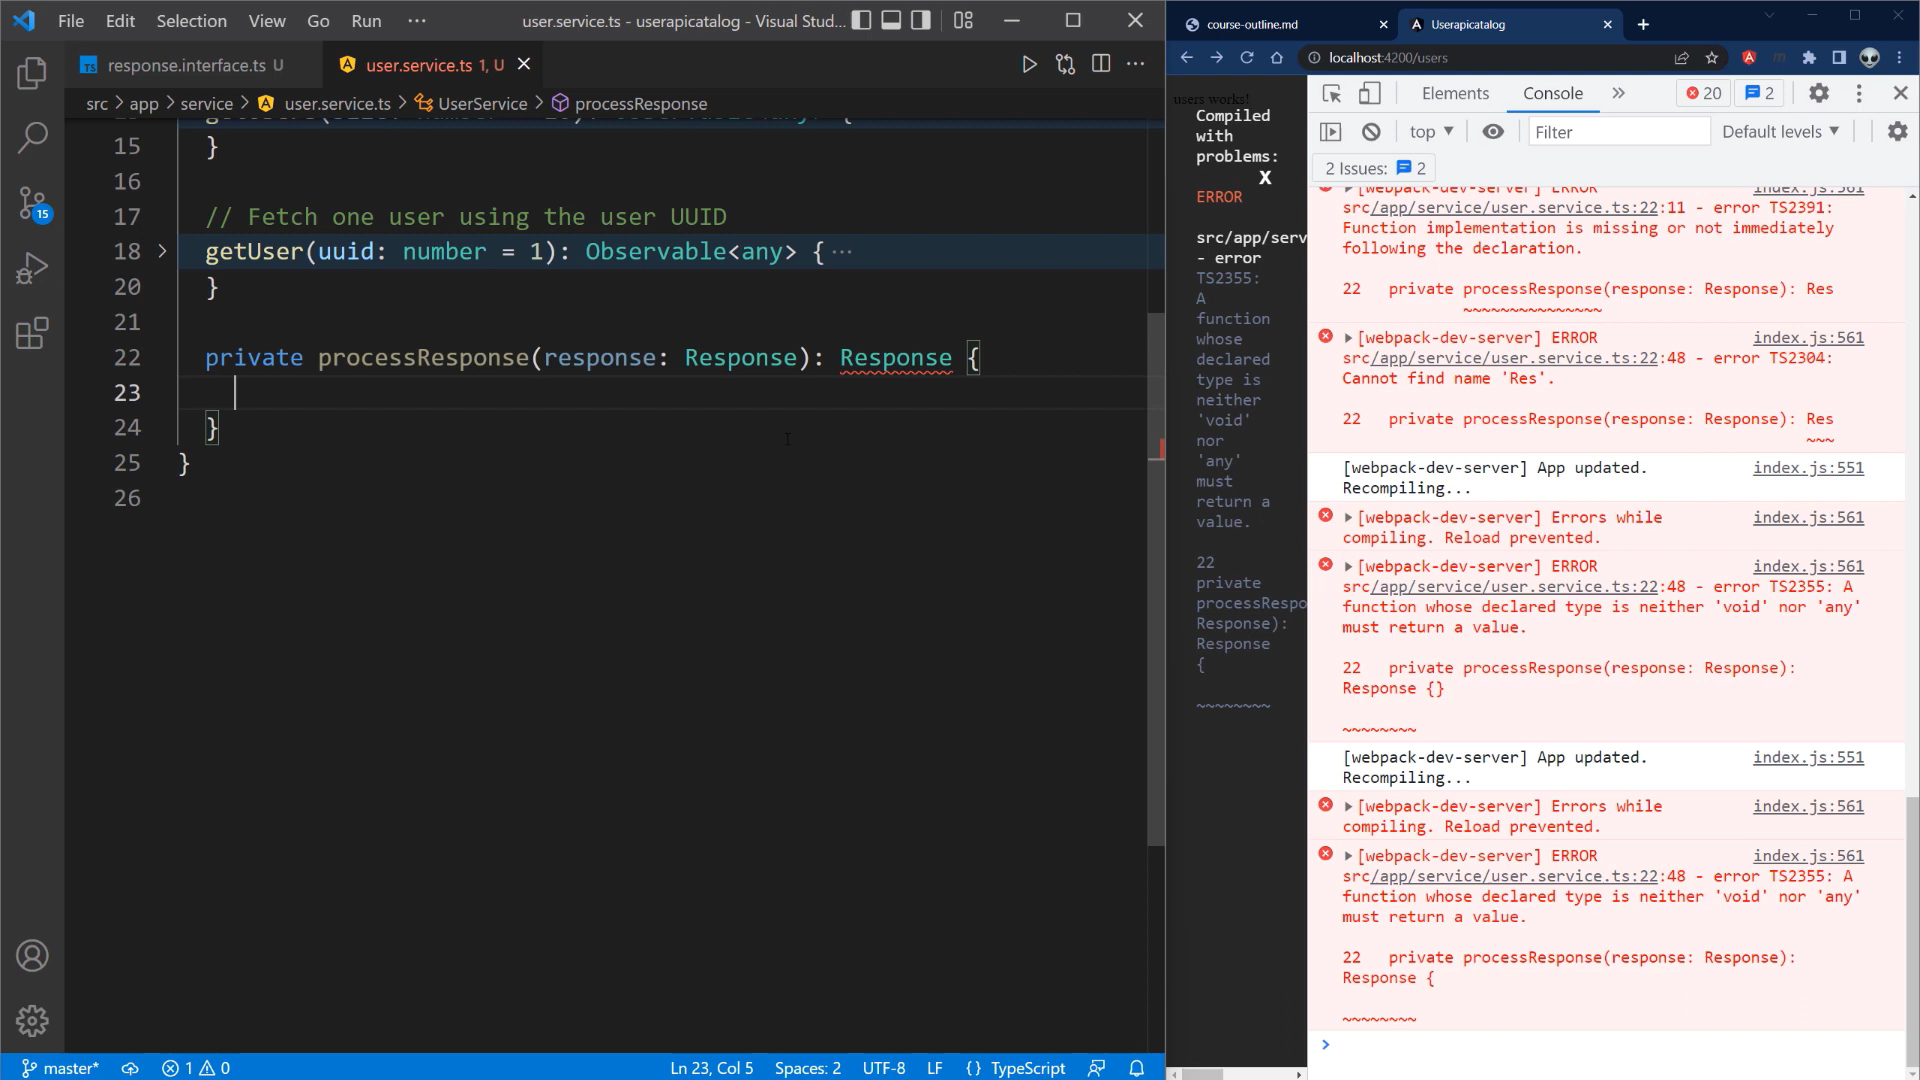 File Edit Selection View Go Run ··· user.service.ts - userapicatalog - Visual Stud...
response.interface.ts U user.service.ts 1, U
src > app > service > user.service.ts > UserService > processResponse
15 }
16
17 // Fetch one user using the user UUID
18 getUser(uuid: number = 1): Observable<any> {···
20 }
21
22 private processResponse(response: Response): Response {
23
24 }
25 }
26
15
master* 1 0 Ln 23, Col 5 Spaces: 2 UTF-8 LF {} TypeScript
course-outline.md Userapicatalog
localhost:4200/users
users works!
Compiled
with
problems:
X
ERROR
src/app/serv
- error
TS2355:
A
function
whose
declared
type is
neither
'void'
nor
'any'
must
return a
value.
22
private
processRespo
Response):
Response
{
~~~~~~~~
Elements Console » 20 2
top Filter Default levels
2 Issues: 2
[webpack-dev-server] ERROR index.js:561
src/app/service/user.service.ts:22:11 - error TS2391:
Function implementation is missing or not immediately
following the declaration.
22 private processResponse(response: Response): Res
~~~~~~~~~~~~~~~
[webpack-dev-server] ERROR index.js:561
src/app/service/user.service.ts:22:48 - error TS2304:
Cannot find name 'Res'.
22 private processResponse(response: Response): Res
~~~
[webpack-dev-server] App updated. index.js:551
Recompiling...
[webpack-dev-server] Errors while index.js:561
compiling. Reload prevented.
[webpack-dev-server] ERROR index.js:561
src/app/service/user.service.ts:22:48 - error TS2355: A
function whose declared type is neither 'void' nor 'any'
must return a value.
22 private processResponse(response: Response):
Response {}
~~~~~~~~
[webpack-dev-server] App updated. index.js:551
Recompiling...
[webpack-dev-server] Errors while index.js:561
compiling. Reload prevented.
[webpack-dev-server] ERROR index.js:561
src/app/service/user.service.ts:22:48 - error TS2355: A
function whose declared type is neither 'void' nor 'any'
must return a value.
22 private processResponse(response: Response):
Response {
~~~~~~~~
>